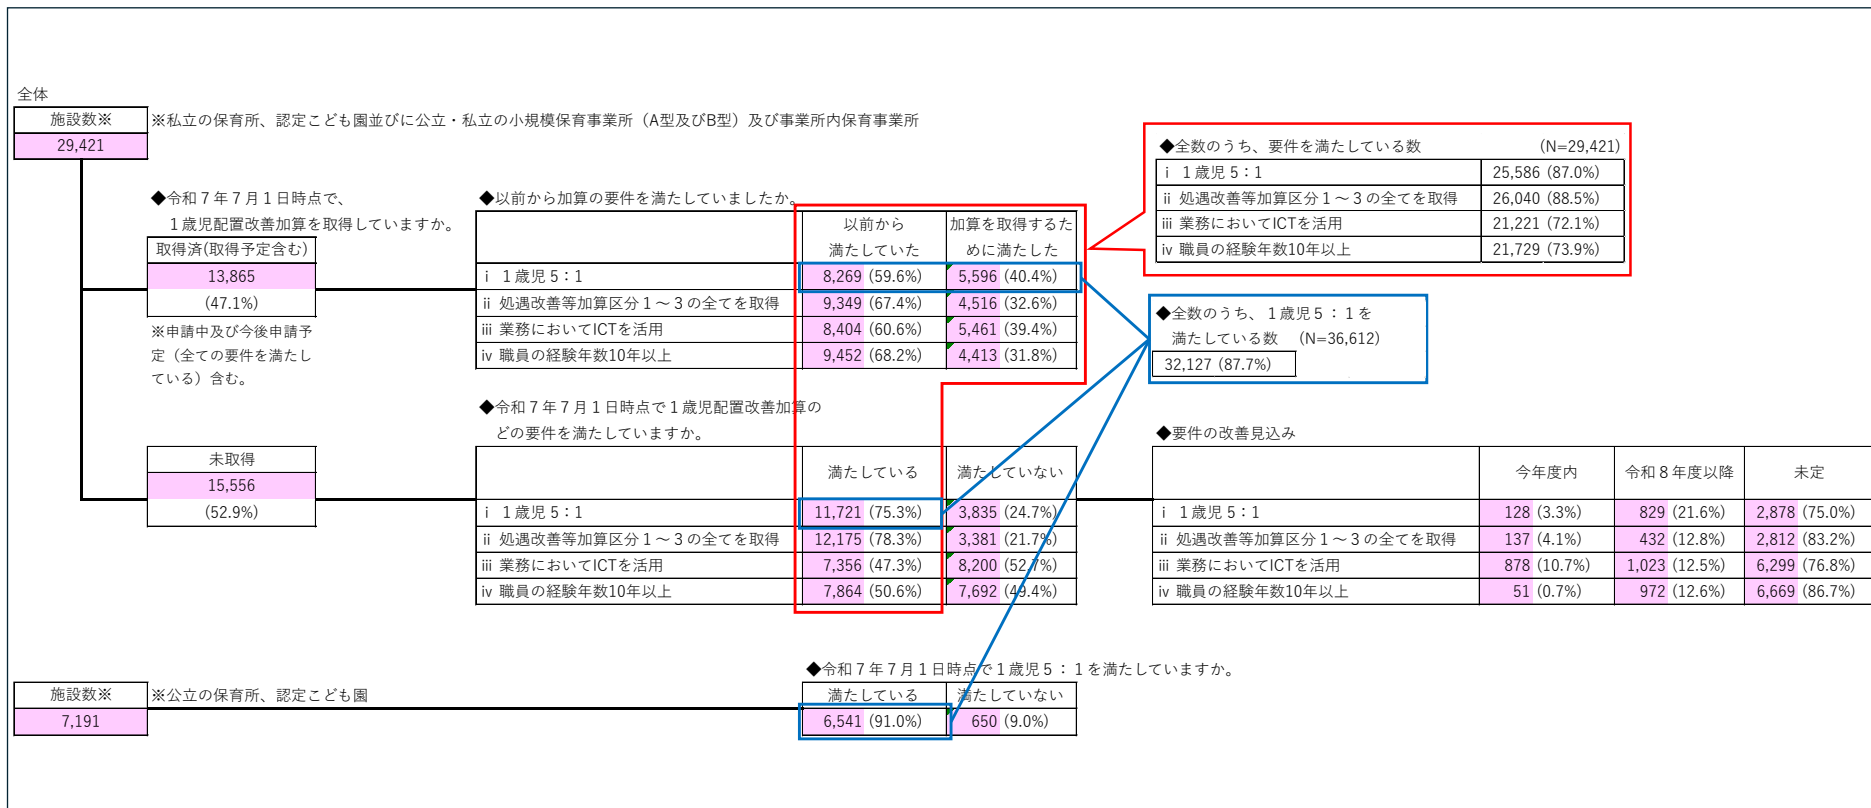 全体
施設数※
※私立の保育所、認定こども園並びに公立・私立の小規模保育事業所（A型及びB型）及び事業所内保育事業所
29,421
◆全数のうち、要件を満たしている数 (N=29,421)
ⅰ 1歳児 5：1 25,586 (87.0%)
ⅱ 処遇改善等加算区分１～３の全てを取得 26,040 (88.5%)
ⅲ 業務においてICTを活用 21,221 (72.1%)
ⅳ 職員の経験年数10年以上 21,729 (73.9%)
◆令和７年７月１日時点で、
１歳児配置改善加算を取得していますか。
取得済(取得予定含む)
13,865
(47.1%)
※申請中及び今後申請予
定（全ての要件を満たし
ている）含む。
◆以前から加算の要件を満たしていましたか。
以前から 加算を取得するた
満たしていた めに満たした
ⅰ 1歳児 5：1 8,269 (59.6%) 5,596 (40.4%)
ⅱ 処遇改善等加算区分１～３の全てを取得 9,349 (67.4%) 4,516 (32.6%)
ⅲ 業務においてICTを活用 8,404 (60.6%) 5,461 (39.4%)
ⅳ 職員の経験年数10年以上 9,452 (68.2%) 4,413 (31.8%)
◆全数のうち、１歳児５：１を
満たしている数 (N=36,612)
32,127 (87.7%)
未取得
15,556
(52.9%)
◆令和７年７月１日時点で１歳児配置改善加算の
どの要件を満たしていますか。
満たしている 満たしていない
ⅰ 1歳児 5：1 11,721 (75.3%) 3,835 (24.7%)
ⅱ 処遇改善等加算区分１～３の全てを取得 12,175 (78.3%) 3,381 (21.7%)
ⅲ 業務においてICTを活用 7,356 (47.3%) 8,200 (52.7%)
ⅳ 職員の経験年数10年以上 7,864 (50.6%) 7,692 (49.4%)
◆要件の改善見込み
今年度内 令和８年度以降 未定
ⅰ 1歳児 5：1 128 (3.3%) 829 (21.6%) 2,878 (75.0%)
ⅱ 処遇改善等加算区分１～３の全てを取得 137 (4.1%) 432 (12.8%) 2,812 (83.2%)
ⅲ 業務においてICTを活用 878 (10.7%) 1,023 (12.5%) 6,299 (76.8%)
ⅳ 職員の経験年数10年以上 51 (0.7%) 972 (12.6%) 6,669 (86.7%)
施設数※
※公立の保育所、認定こども園
7,191
◆令和７年７月１日時点で１歳児５：１を満たしていますか。
満たしている 満たしていない
6,541 (91.0%) 650 (9.0%)